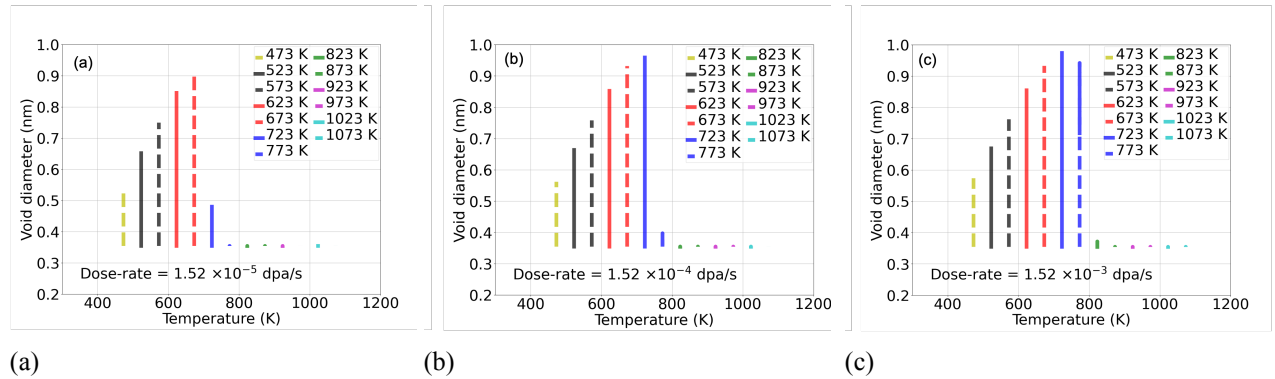 (a)
1.0
0.9
0.8
0.7
0.6
0.5
0.4
0.3
0.2
Void diameter (nm)
473 K
523 K
573 K
623 K
673 K
723 K
773 K
823 K
873 K
923 K
973 K
1023 K
1073 K
Dose-rate = 1.52 ×10⁻⁵ dpa/s
400 600 800 1000 1200
Temperature (K)
(b)
1.0
0.9
0.8
0.7
0.6
0.5
0.4
0.3
0.2
Void diameter (nm)
473 K
523 K
573 K
623 K
673 K
723 K
773 K
823 K
873 K
923 K
973 K
1023 K
1073 K
Dose-rate = 1.52 ×10⁻⁴ dpa/s
400 600 800 1000 1200
Temperature (K)
(c)
1.0
0.9
0.8
0.7
0.6
0.5
0.4
0.3
0.2
Void diameter (nm)
473 K
523 K
573 K
623 K
673 K
723 K
773 K
823 K
873 K
923 K
973 K
1023 K
1073 K
Dose-rate = 1.52 ×10⁻³ dpa/s
400 600 800 1000 1200
Temperature (K)
(a)
(b)
(c)